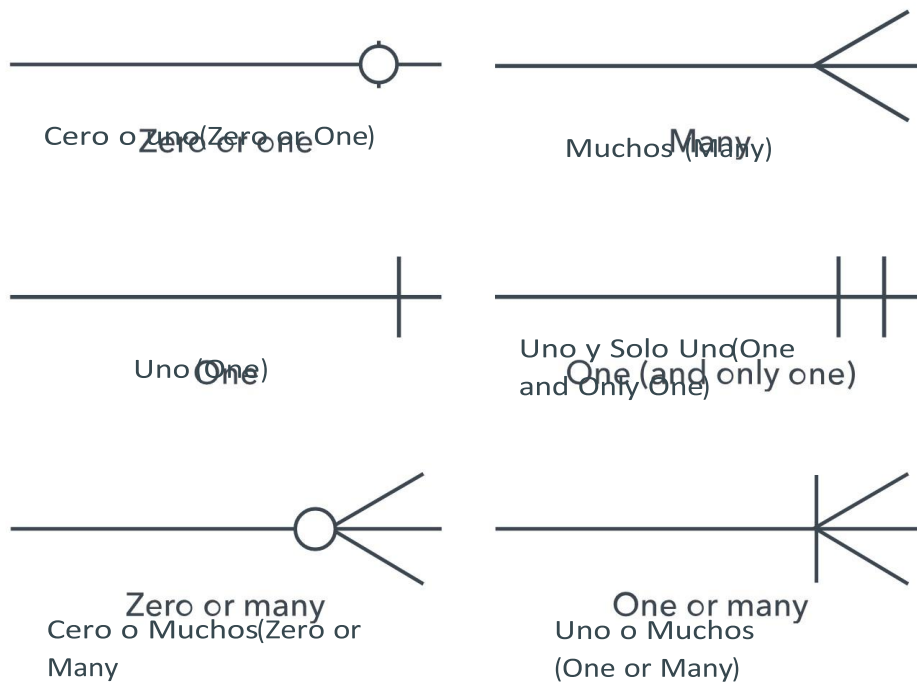 Cero o uno(Zero or One)
Zero or one
Muchos (Many)
Many
Uno (One)
One
Uno y Solo Uno(One
and Only One)
One (and only one)
Zero or many
Cero o Muchos(Zero or
Many
One or many
Uno o Muchos
(One or Many)